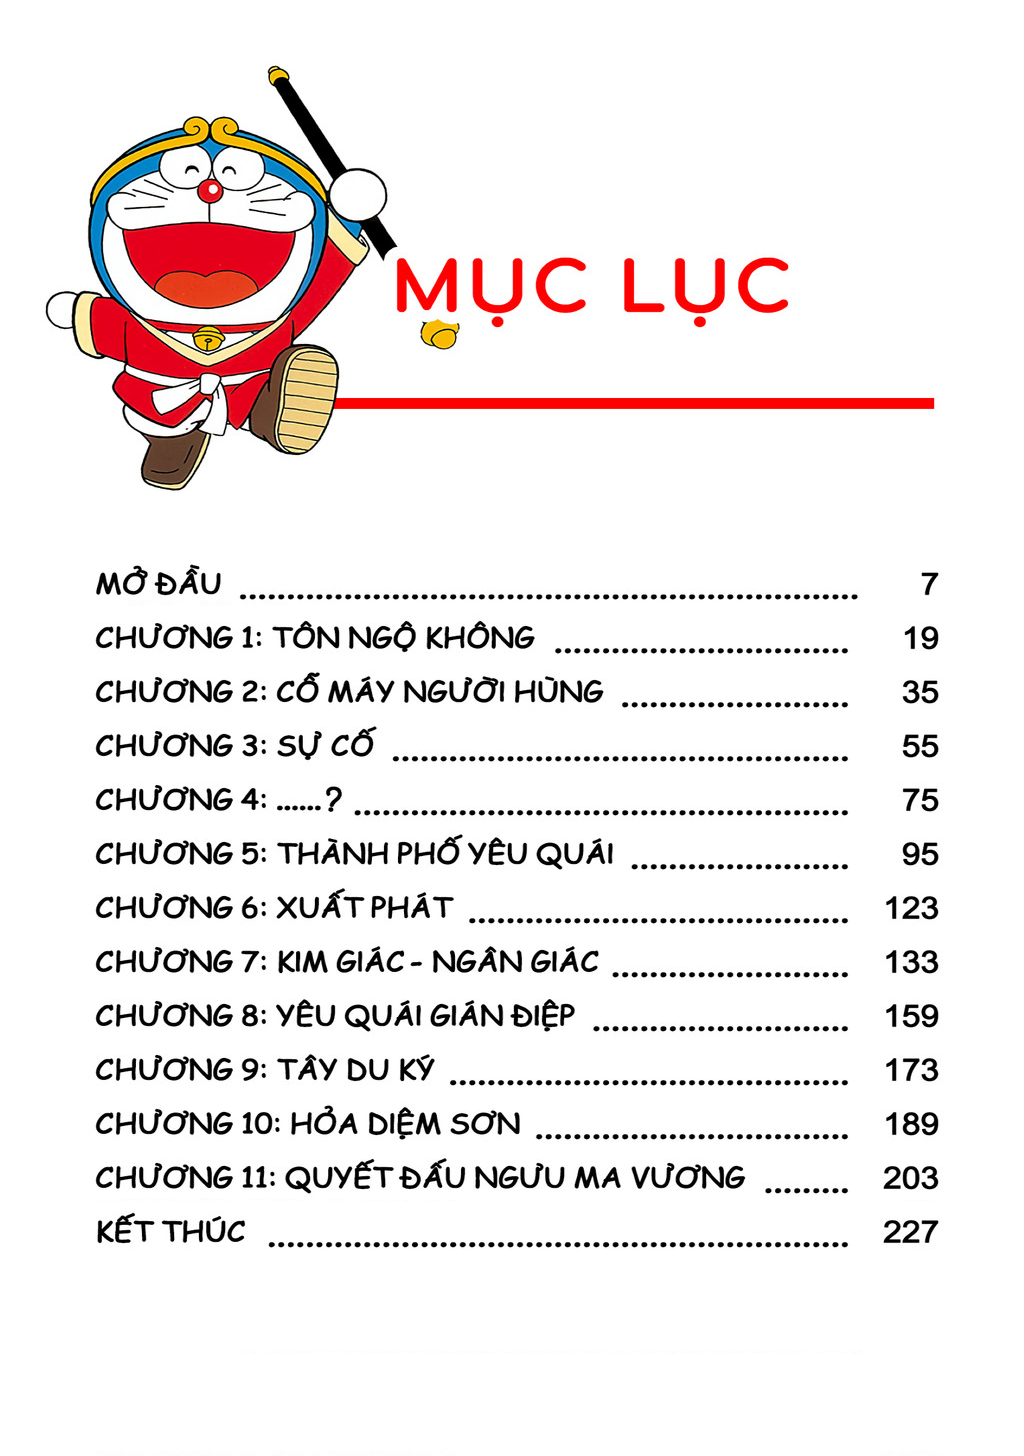 MỤC LỤC
MỞ ĐẦU ........................................................ 7
CHƯƠNG 1: TÔN NGỘ KHÔNG ........................... 19
CHƯƠNG 2: CỖ MÁY NGƯỜI HÙNG ..................... 35
CHƯƠNG 3: SỰ CỐ .......................................... 55
CHƯƠNG 4: ......? ............................................. 75
CHƯƠNG 5: THÀNH PHỐ YÊU QUÁI .................... 95
CHƯƠNG 6: XUẤT PHÁT ................................... 123
CHƯƠNG 7: KIM GIÁC - NGÂN GIÁC ...................... 133
CHƯƠNG 8: YÊU QUÁI GIÁN ĐIỆP ........................ 159
CHƯƠNG 9: TÂY DU KÝ ..................................... 173
CHƯƠNG 10: HỎA DIỆM SƠN ............................. 189
CHƯƠNG 11: QUYẾT ĐẤU NGƯU MA VƯƠNG ......... 203
KẾT THÚC ..................................................... 227